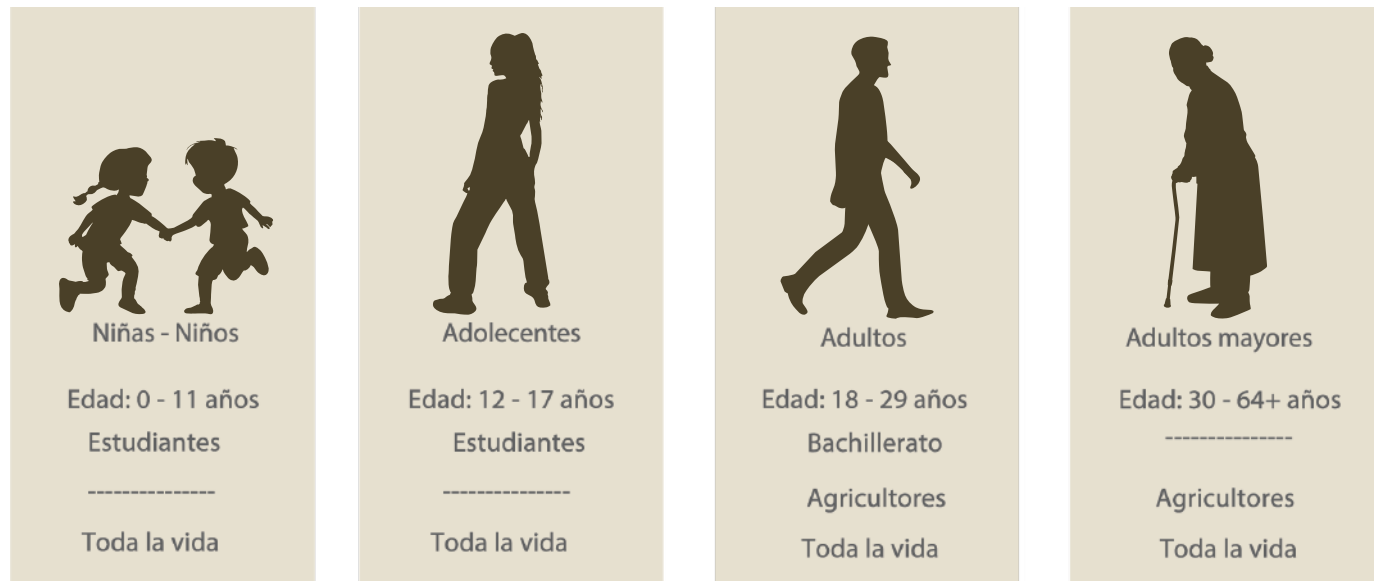 Niñas - Niños
Edad: 0 - 11 años
Estudiantes
---------------
Toda la vida
Adolecentes
Edad: 12 - 17 años
Estudiantes
---------------
Toda la vida
Adultos
Edad: 18 - 29 años
Bachillerato
Agricultores
Toda la vida
Adultos mayores
Edad: 30 - 64+ años
---------------
Agricultores
Toda la vida